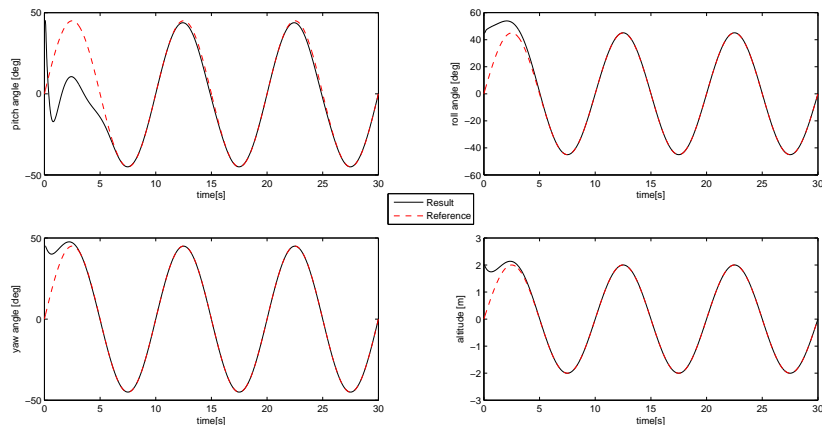 50
0
−50
pitch angle [deg]
0 5 10 15 20 25 30
time[s]
60
40
20
0
−20
−40
−60
roll angle [deg]
0 5 10 15 20 25 30
time[s]
Result
Reference
50
0
−50
yaw angle [deg]
0 5 10 15 20 25 30
time[s]
3
2
1
0
−1
−2
−3
altitude [m]
0 5 10 15 20 25 30
time[s]